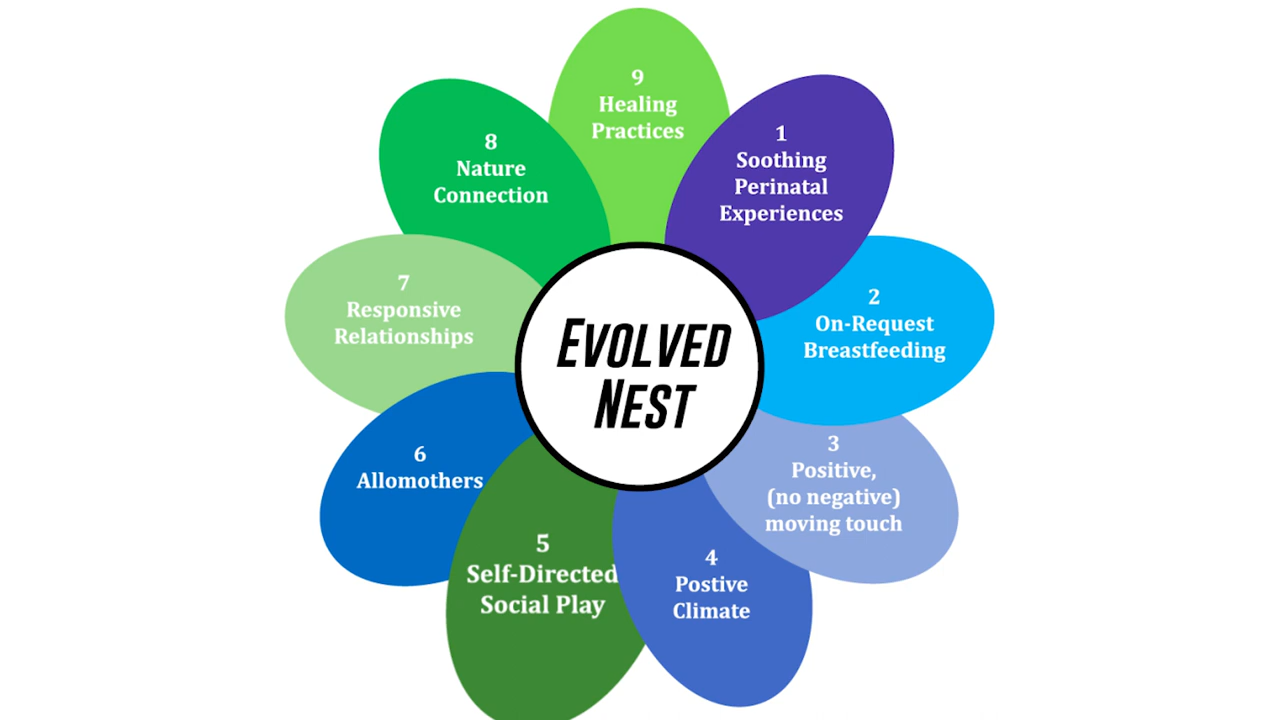 9
Healing
Practices
1
Soothing
Perinatal
Experiences
8
Nature
Connection
2
On-Request
Breastfeeding
7
Responsive
Relationships
EVOLVED
NEST
3
Positive,
(no negative)
moving touch
6
Allomothers
5
Self-Directed
Social Play
4
Postive
Climate